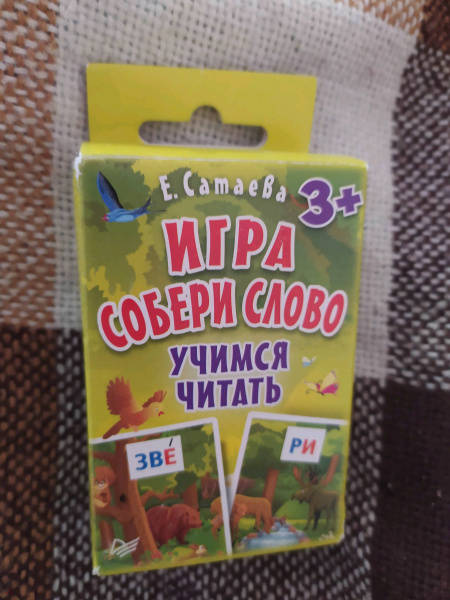 Е. Сатаева
3+
ИГРА
СОБЕРИ СЛОВО
УЧИМСЯ
ЧИТАТЬ
ЗВЕ́
РИ